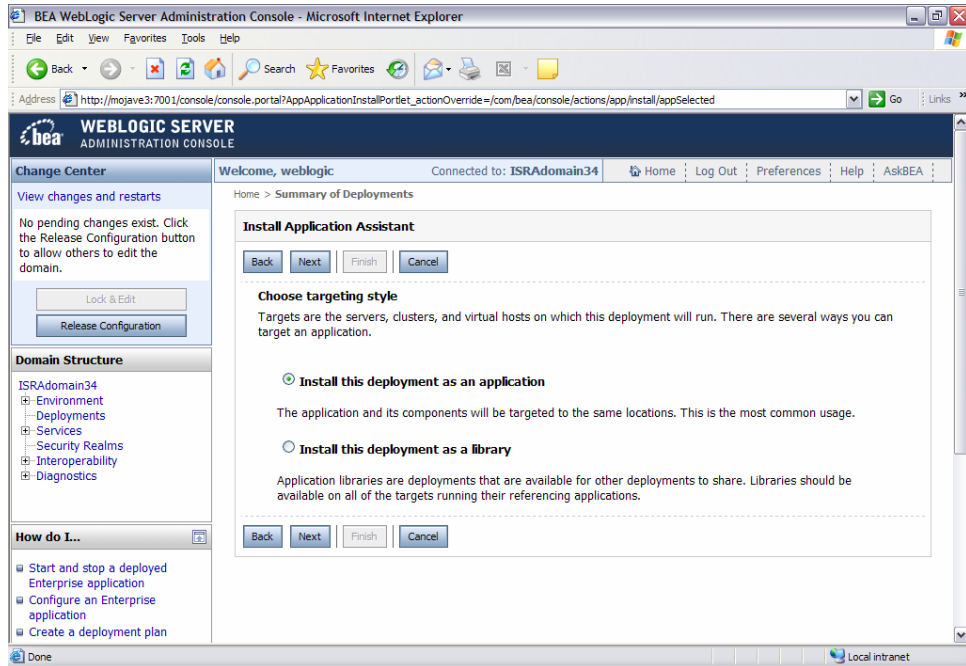 BEA WebLogic Server Administration Console - Microsoft Internet Explorer
File Edit View Favorites Tools Help
Back Search Favorites
Address http://mojave3:7001/console/console.portal?AppApplicationInstallPortlet_actionOverride=/com/bea/console/actions/app/install/appSelected Go Links »
bea WEBLOGIC SERVER
ADMINISTRATION CONSOLE
Change Center
View changes and restarts
No pending changes exist. Click
the Release Configuration button
to allow others to edit the
domain.
Lock & Edit
Release Configuration
Domain Structure
ISRAdomain34
Environment
Deployments
Services
Security Realms
Interoperability
Diagnostics
How do I...
Start and stop a deployed
Enterprise application
Configure an Enterprise
application
Create a deployment plan
Welcome, weblogic Connected to: ISRAdomain34 Home Log Out Preferences Help AskBEA
Home > Summary of Deployments
Install Application Assistant
Back Next Finish Cancel
Choose targeting style
Targets are the servers, clusters, and virtual hosts on which this deployment will run. There are several ways you can
target an application.
Install this deployment as an application
The application and its components will be targeted to the same locations. This is the most common usage.
Install this deployment as a library
Application libraries are deployments that are available for other deployments to share. Libraries should be
available on all of the targets running their referencing applications.
Back Next Finish Cancel
Done Local intranet